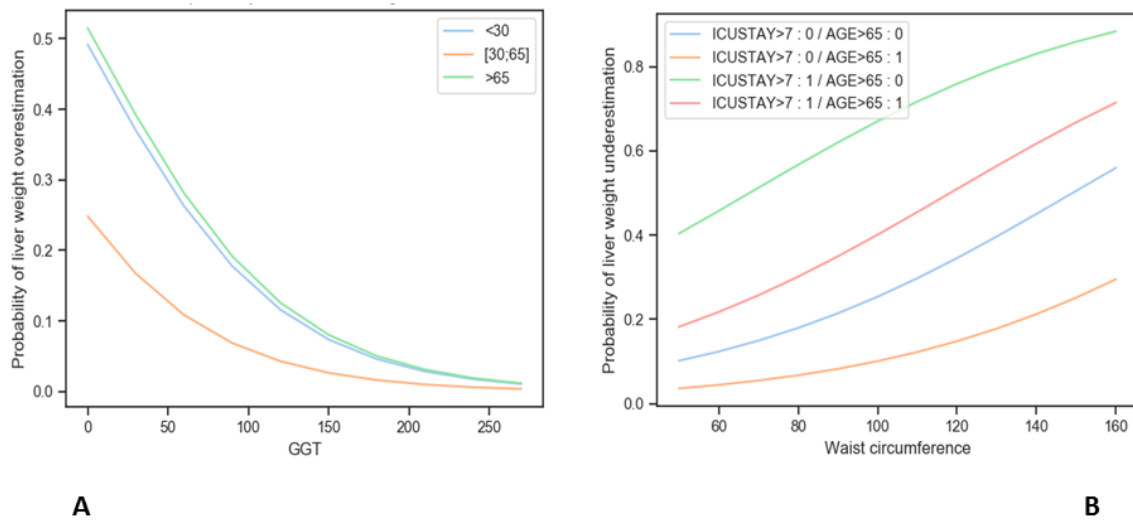 <30
[30;65]
>65
0.5
0.4
0.3
0.2
0.1
0.0
Probability of liver weight overestimation
0 50 100 150 200 250
GGT
A
ICUSTAY>7 : 0 / AGE>65 : 0
ICUSTAY>7 : 0 / AGE>65 : 1
ICUSTAY>7 : 1 / AGE>65 : 0
ICUSTAY>7 : 1 / AGE>65 : 1
0.8
0.6
0.4
0.2
0.0
Probability of liver weight underestimation
60 80 100 120 140 160
Waist circumference
B